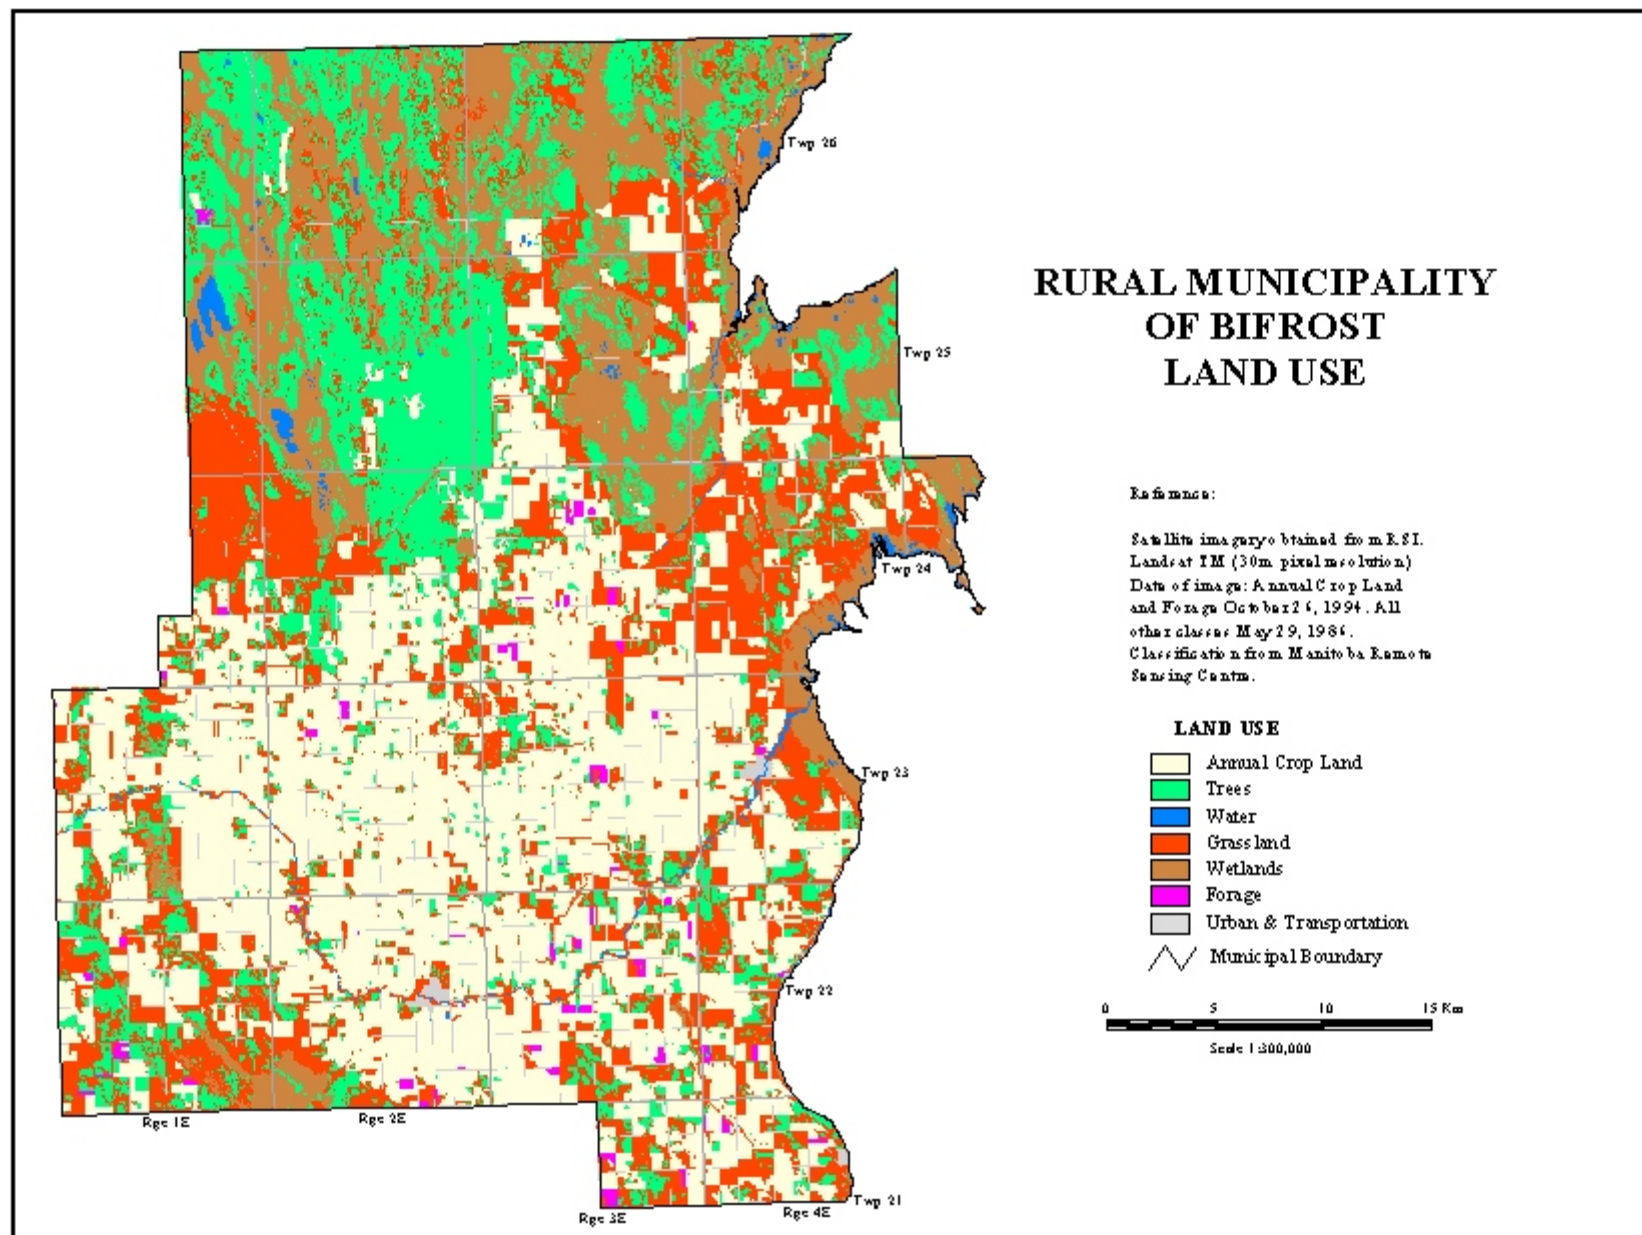 RURAL MUNICIPALITY
OF BIFROST
LAND USE
Twp 26
Twp 25
Twp 24
Twp 23
Twp 22
Twp 21
Rge 1E
Rge 2E
Rge 3E
Rge 4E
Reference:
Satellite imagery obtained from RSI.
Landsat TM (30m pixel resolution)
Date of image: Annual Crop Land
and Forage October 26, 1994. All
other classes May 29, 1986.
Classification from Manitoba Remote
Sensing Centre.
LAND USE
Annual Crop Land
Trees
Water
Grassland
Wetlands
Forage
Urban & Transportation
Municipal Boundary
0 5 10 15 Km
Scale 1:300,000